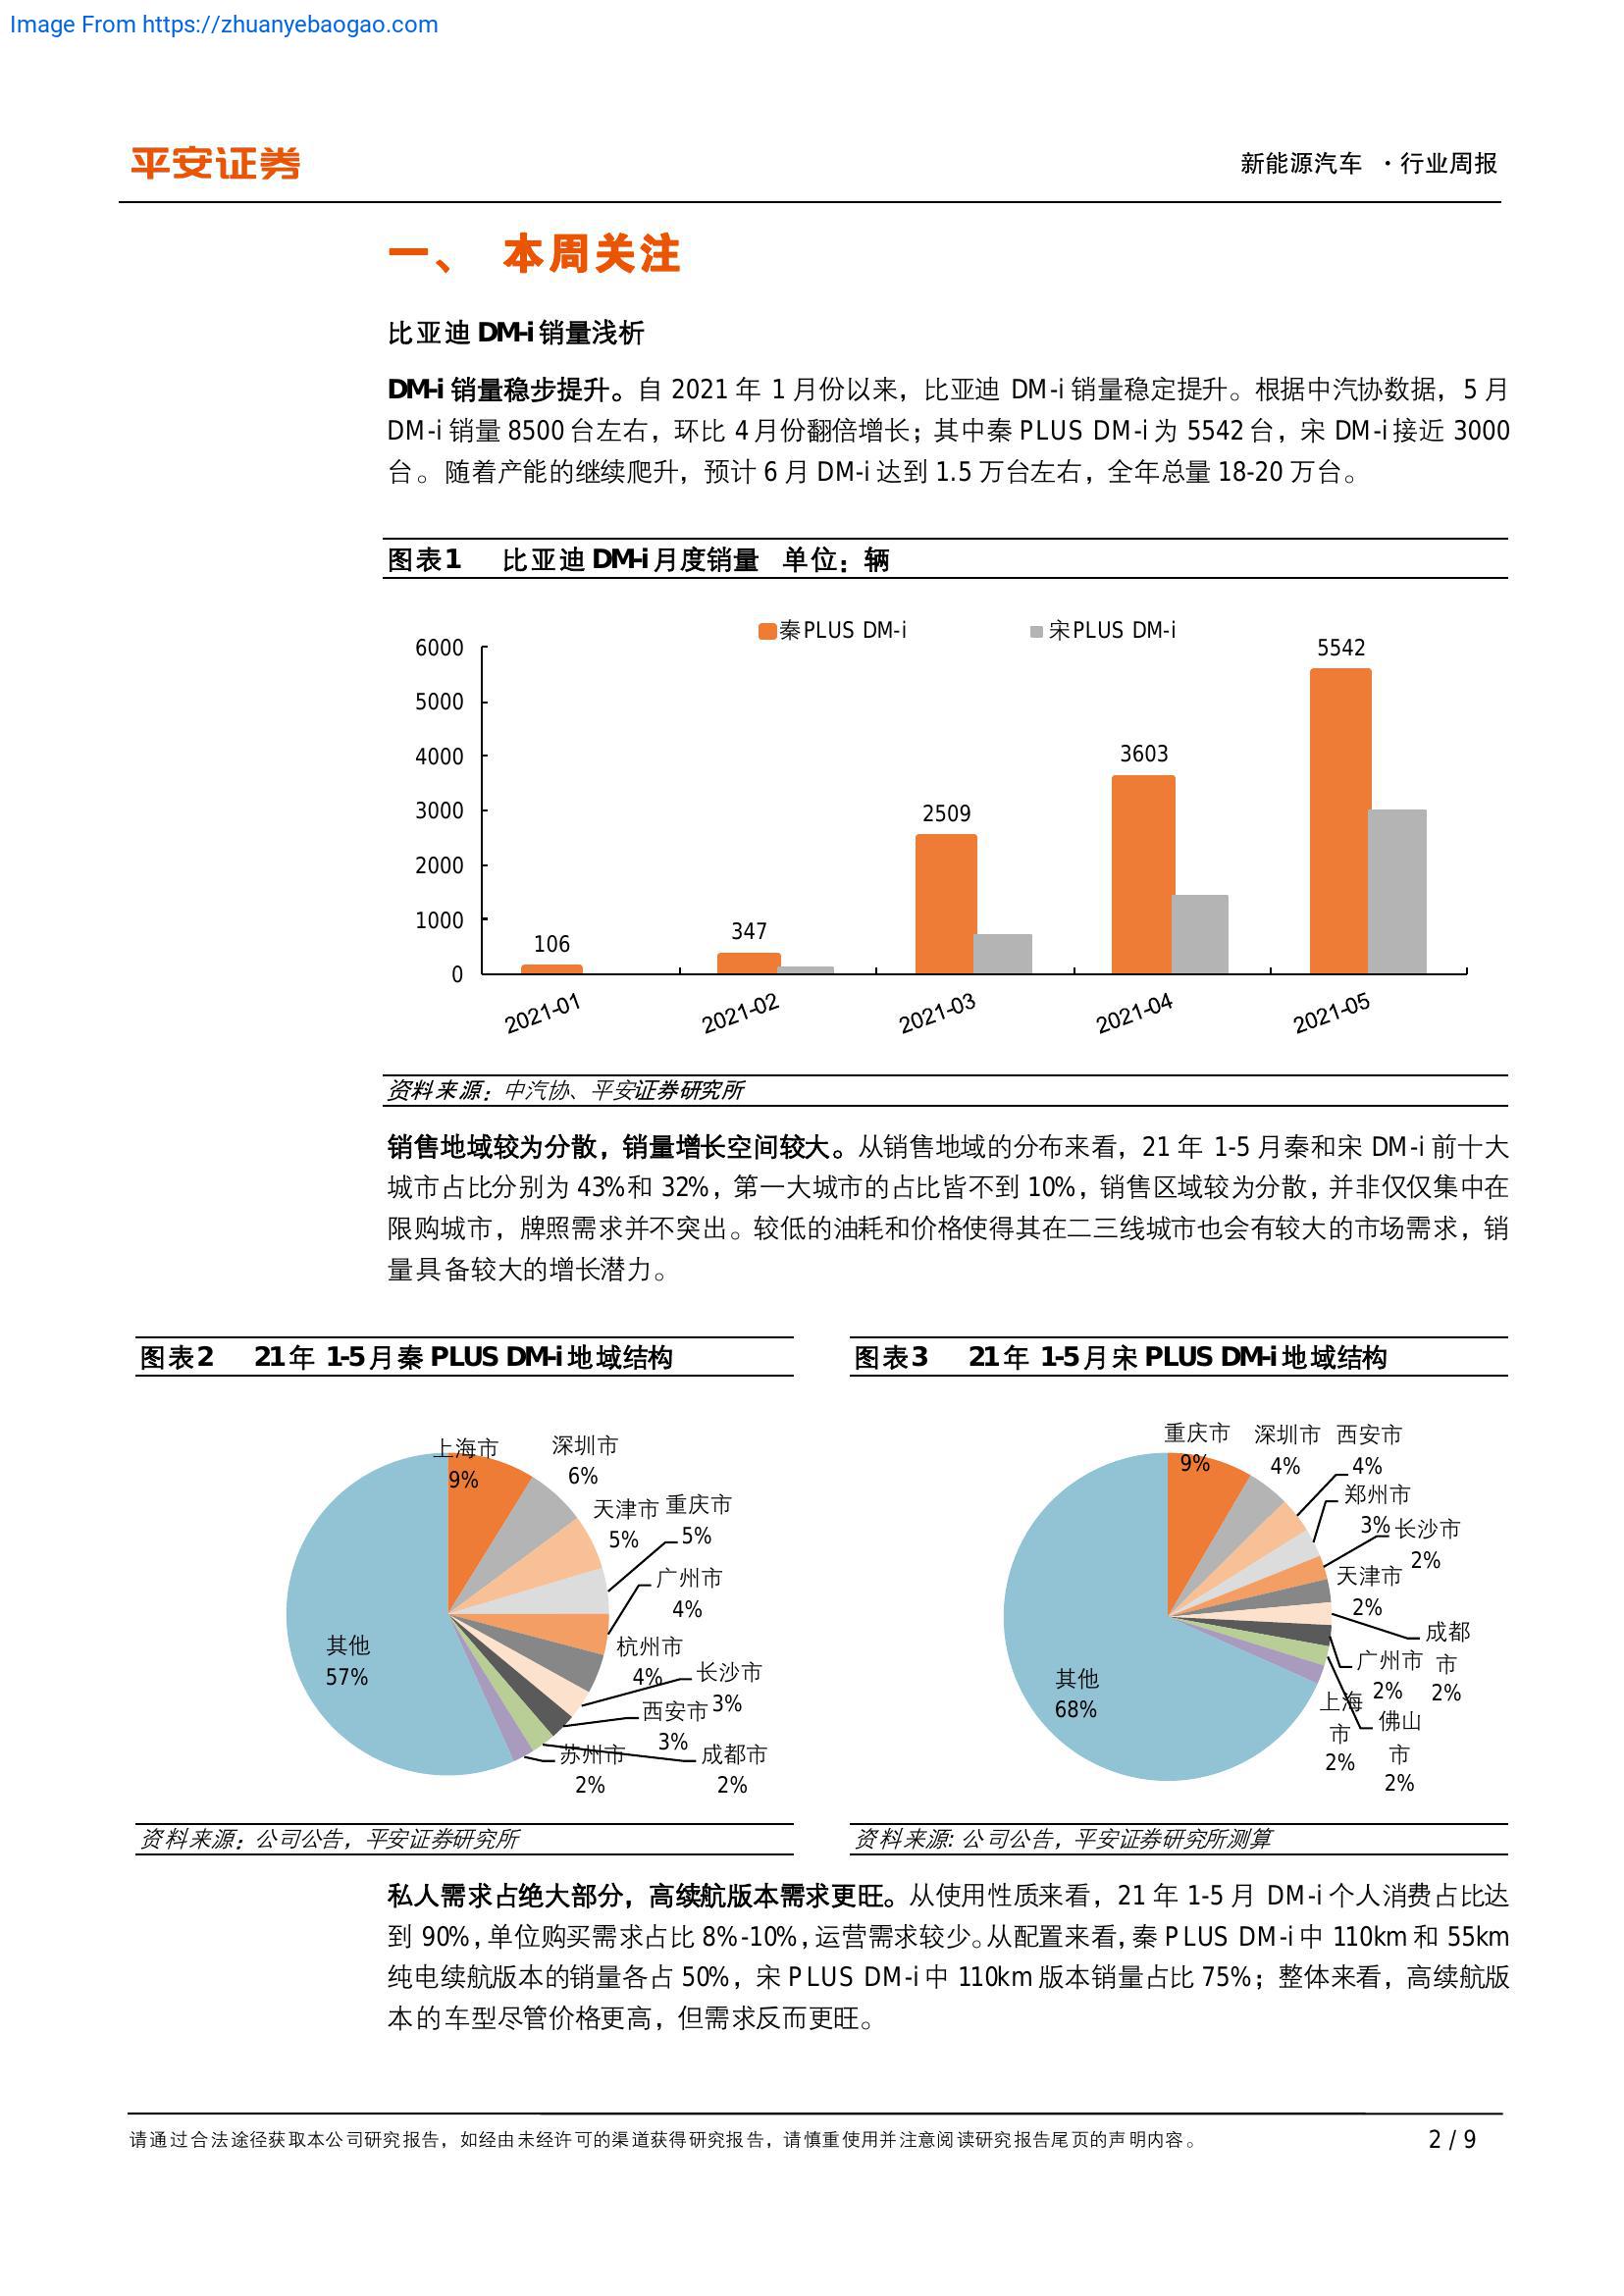 Image From https://zhuanyebaogao.com
平安证券
新能源汽车 ·行业周报
一、 本周关注
比亚迪 DM-i 销量浅析
DM-i 销量稳步提升。自 2021 年 1 月份以来，比亚迪 DM-i 销量稳定提升。根据中汽协数据，5 月
DM-i 销量 8500 台左右，环比 4 月份翻倍增长；其中秦 PLUS DM-i 为 5542 台，宋 DM-i 接近 3000
台。随着产能的继续爬升，预计 6 月 DM-i 达到 1.5 万台左右，全年总量 18-20 万台。
图表1 比亚迪 DM-i 月度销量 单位：辆
秦PLUS DM-i 宋PLUS DM-i
6000
5000
4000
3000
2000
1000
0
106
347
2509
3603
5542
2021-01
2021-02
2021-03
2021-04
2021-05
资料来源：中汽协、平安证券研究所
销售地域较为分散，销量增长空间较大。从销售地域的分布来看，21 年 1-5 月秦和宋 DM-i 前十大
城市占比分别为 43%和 32%，第一大城市的占比皆不到 10%，销售区域较为分散，并非仅仅集中在
限购城市，牌照需求并不突出。较低的油耗和价格使得其在二三线城市也会有较大的市场需求，销
量具备较大的增长潜力。
图表2 21年 1-5月秦 PLUS DM-i 地域结构
上海市
9%
深圳市
6%
天津市
5%
重庆市
5%
广州市
4%
杭州市
4%
长沙市
3%
西安市
3%
成都市
2%
苏州市
2%
其他
57%
资料来源：公司公告，平安证券研究所
图表3 21年 1-5月宋 PLUS DM-i 地域结构
重庆市
9%
深圳市
4%
西安市
4%
郑州市
3%
长沙市
2%
天津市
2%
成都
市
2%
广州市
2%
佛山
市
2%
上海
市
2%
其他
68%
资料来源: 公司公告，平安证券研究所测算
私人需求占绝大部分，高续航版本需求更旺。从使用性质来看，21 年 1-5 月 DM-i 个人消费占比达
到 90%，单位购买需求占比 8%-10%，运营需求较少。从配置来看，秦 PLUS DM-i 中 110km 和 55km
纯电续航版本的销量各占 50%，宋 PLUS DM-i 中 110km 版本销量占比 75%；整体来看，高续航版
本的车型尽管价格更高，但需求反而更旺。
请通过合法途径获取本公司研究报告，如经由未经许可的渠道获得研究报告，请慎重使用并注意阅读研究报告尾页的声明内容。
2 / 9